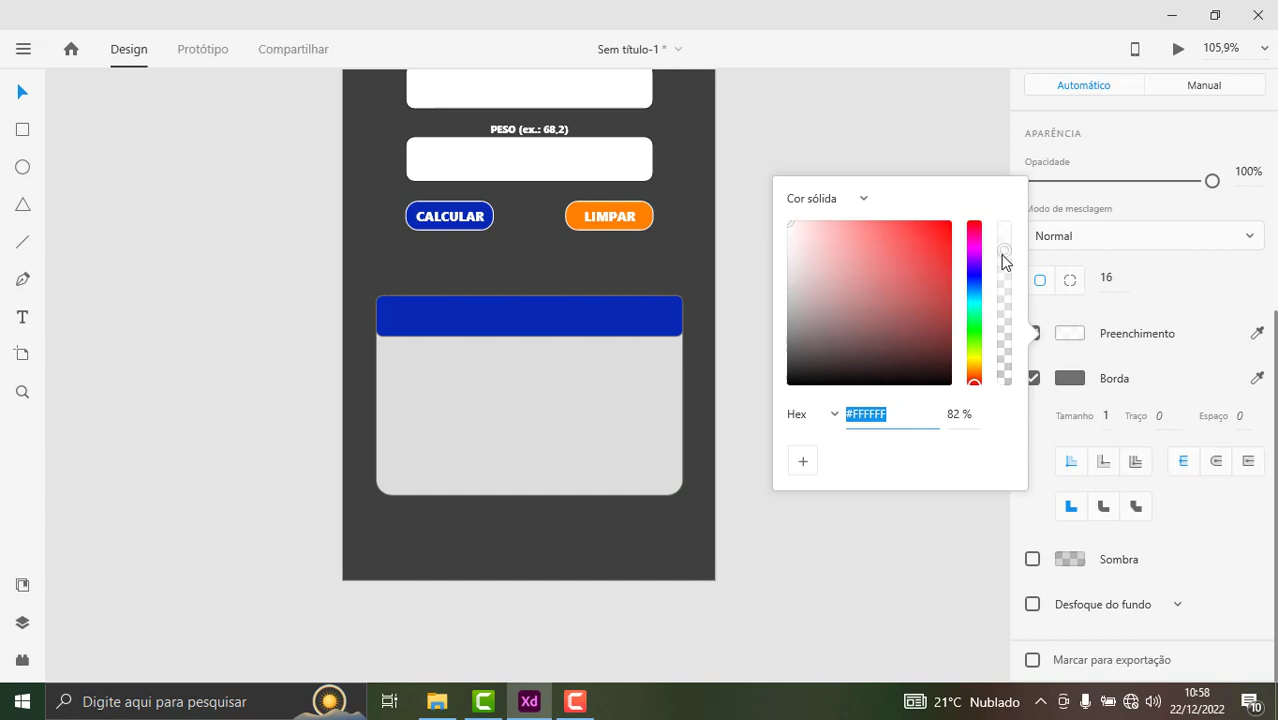 Design
Protótipo
Compartilhar
Sem título-1 *
105,9%
Automático
Manual
APARÊNCIA
Opacidade
100%
Modo de mesclagem
Normal
16
Preenchimento
Borda
Tamanho 1 Traço 0 Espaço 0
Sombra
Desfoque do fundo
Marcar para exportação
PESO (ex.: 68,2)
CALCULAR
LIMPAR
Cor sólida
Hex
#FFFFFF
82 %
T
Digite aqui para pesquisar
Xd
21°C Nublado
10:58
22/12/2022
10